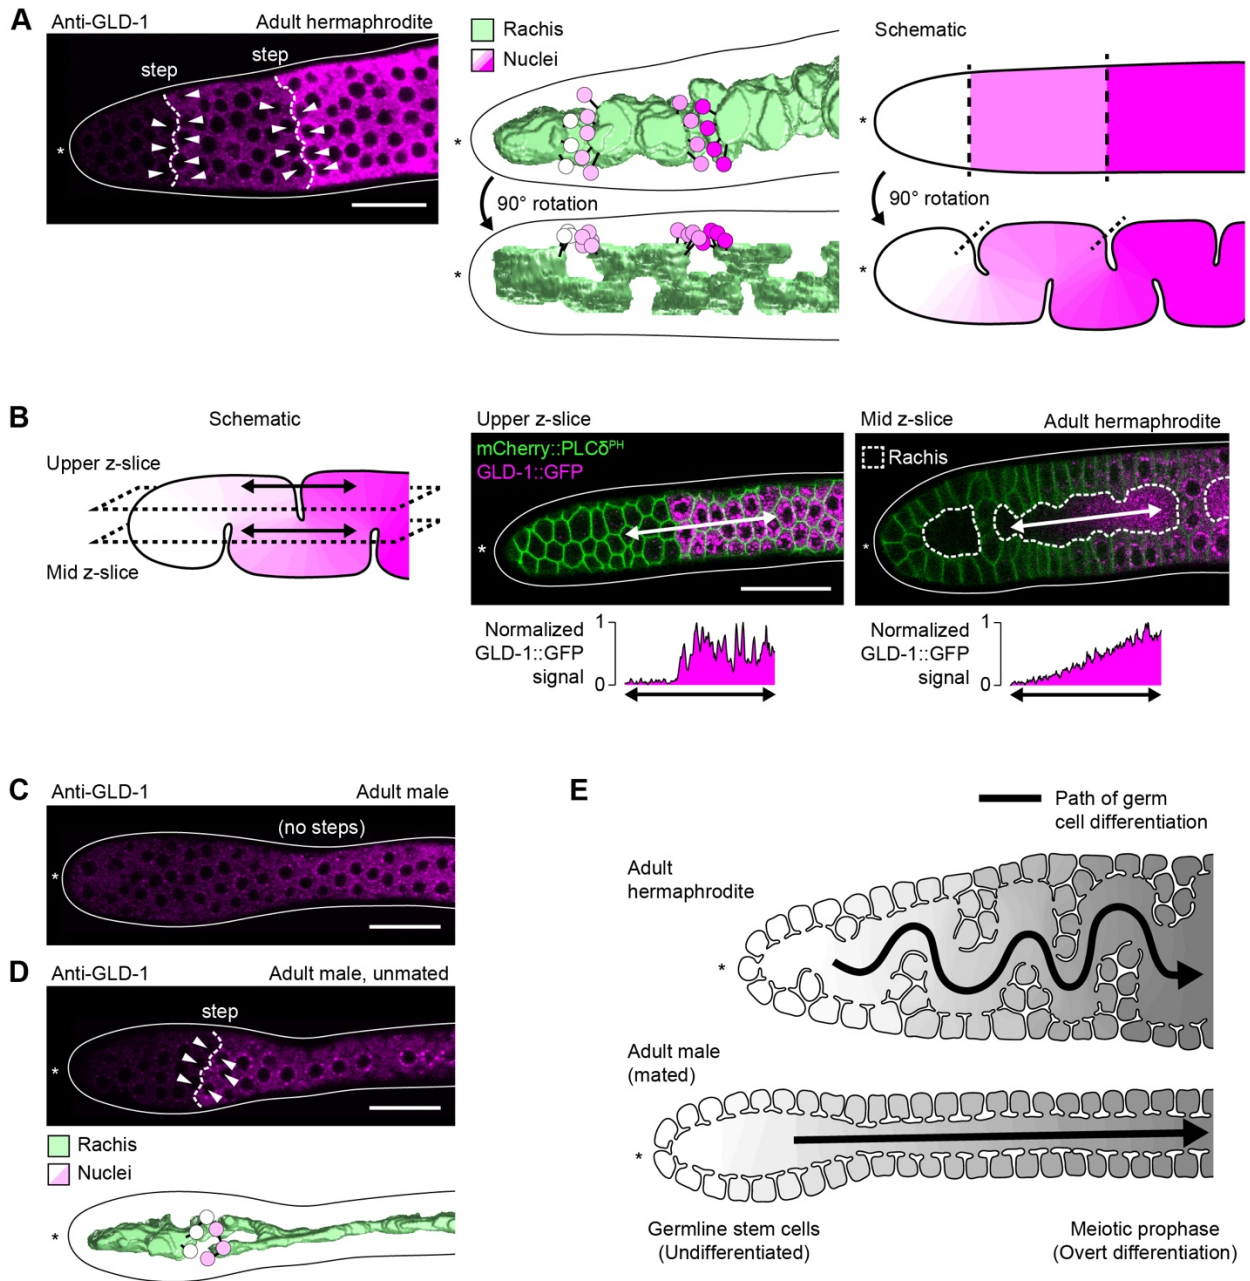 A
Anti-GLD-1
Adult hermaphrodite
step
step
*
Rachis
Nuclei
*
90° rotation
*
Schematic
*
90° rotation
*
B
Schematic
Upper z-slice
Mid z-slice
Upper z-slice
mCherry::PLCδPH
GLD-1::GFP
*
Normalized
GLD-1::GFP
signal
1
0
Mid z-slice
Adult hermaphrodite
Rachis
*
Normalized
GLD-1::GFP
signal
1
0
C
Anti-GLD-1
Adult male
(no steps)
*
D
Anti-GLD-1
Adult male, unmated
step
*
Rachis
Nuclei
*
E
Path of germ
cell differentiation
Adult
hermaphrodite
*
Adult male
(mated)
*
Germline stem cells
(Undifferentiated)
Meiotic prophase
(Overt differentiation)